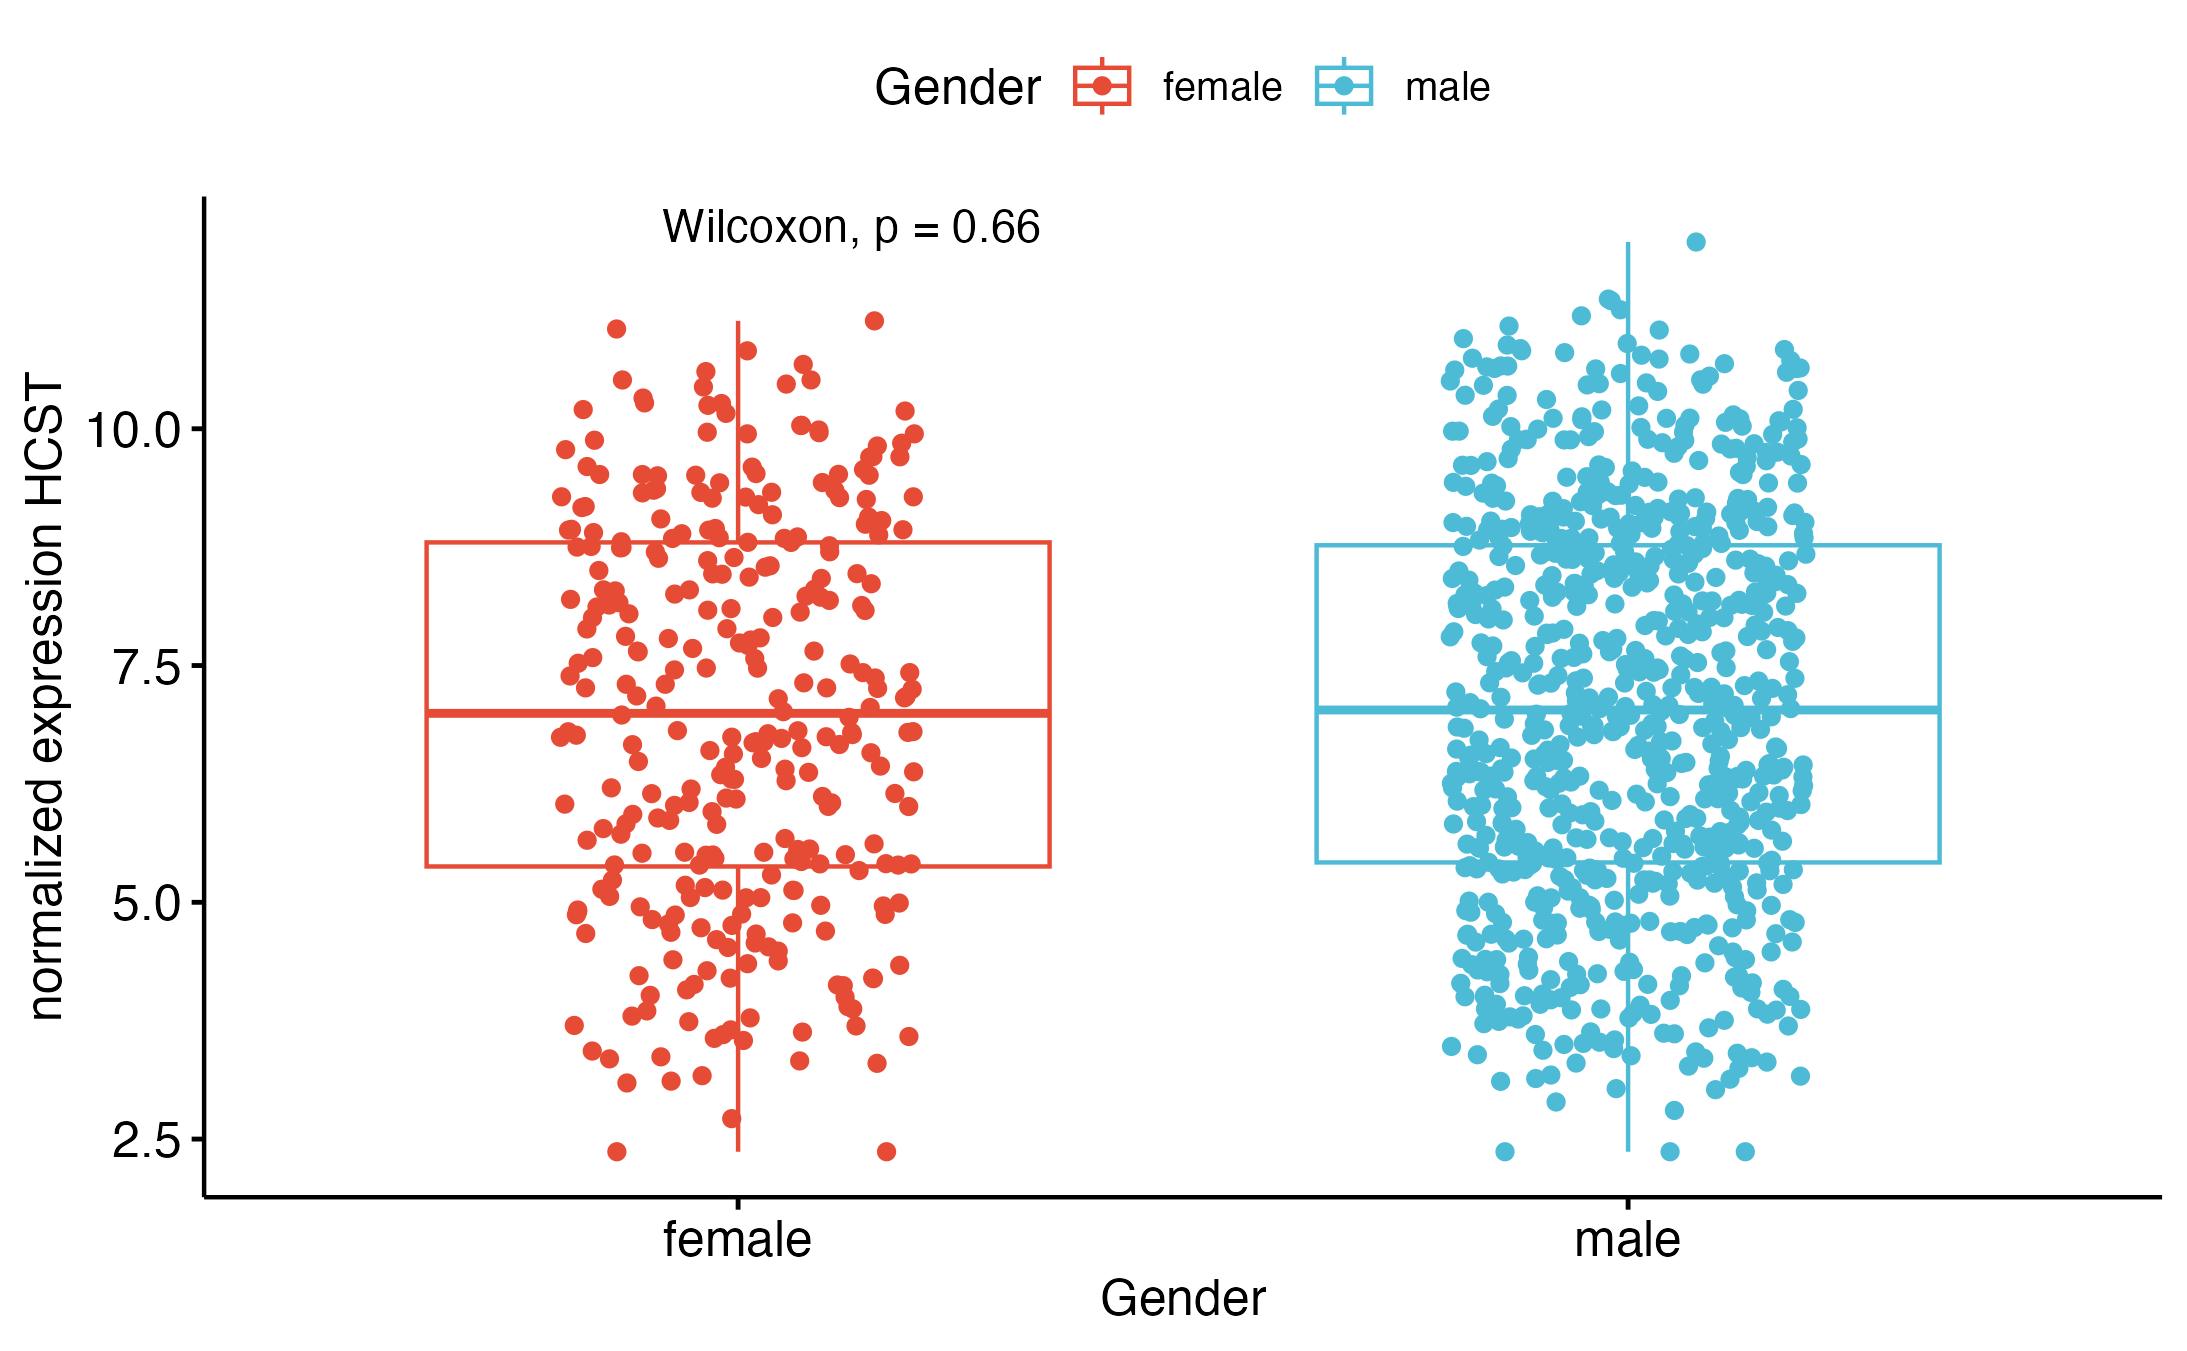 Gender female male
Wilcoxon, p = 0.66
normalized expression HCST
10.0
7.5
5.0
2.5
female male
Gender